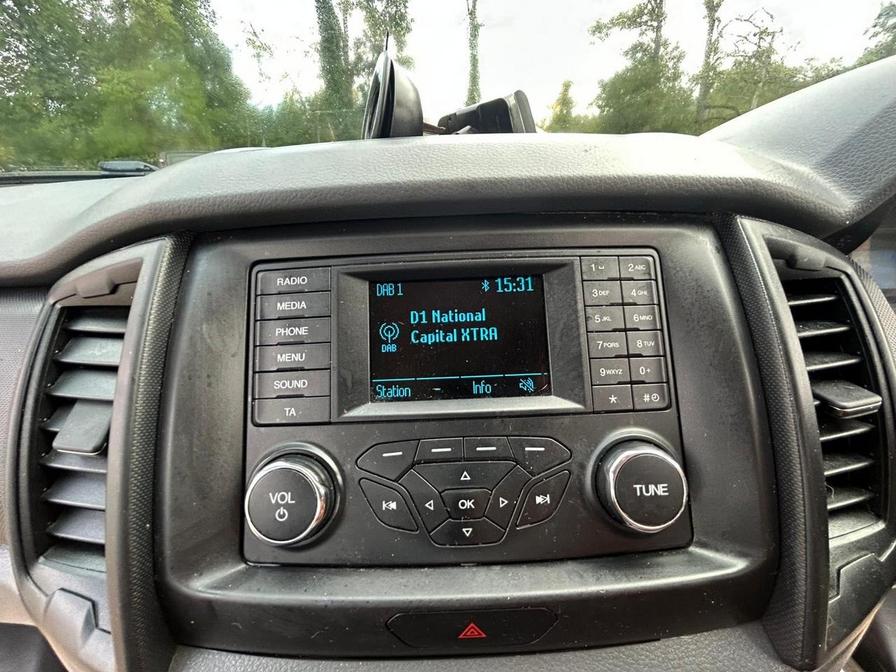 DAB 1
15:31
D1 National
Capital XTRA
DAB
Station
Info
RADIO
MEDIA
PHONE
MENU
SOUND
TA
1
2 ABC
3 DEF
4 GHI
5 JKL
6 MNO
7 PQRS
8 TUV
9 WXYZ
0 +
*
#
VOL
OK
TUNE